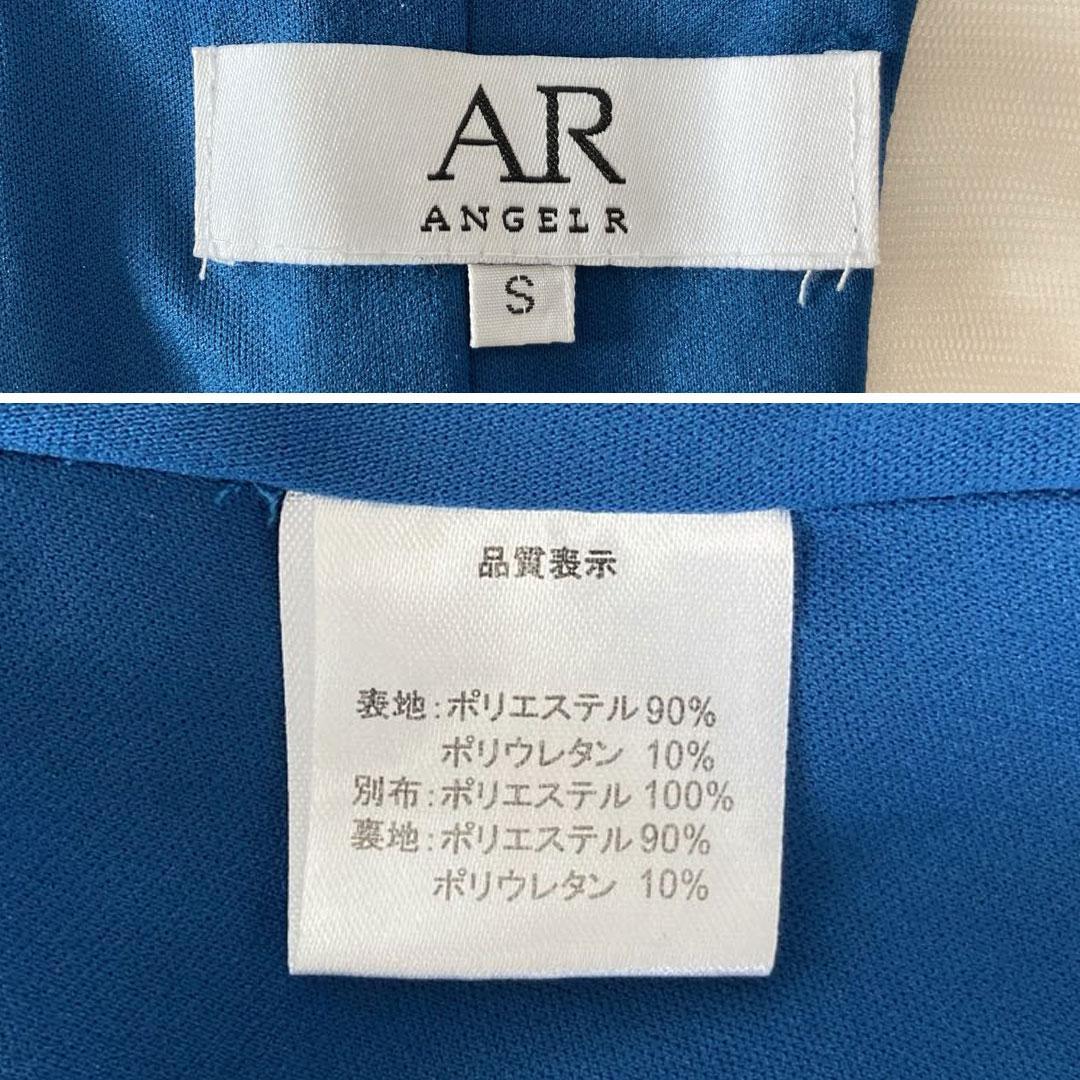 AR
ANGEL R
S
品質表示
表地:ポリエステル 90%
ポリウレタン 10%
別布:ポリエステル 100%
裏地:ポリエステル 90%
ポリウレタン 10%